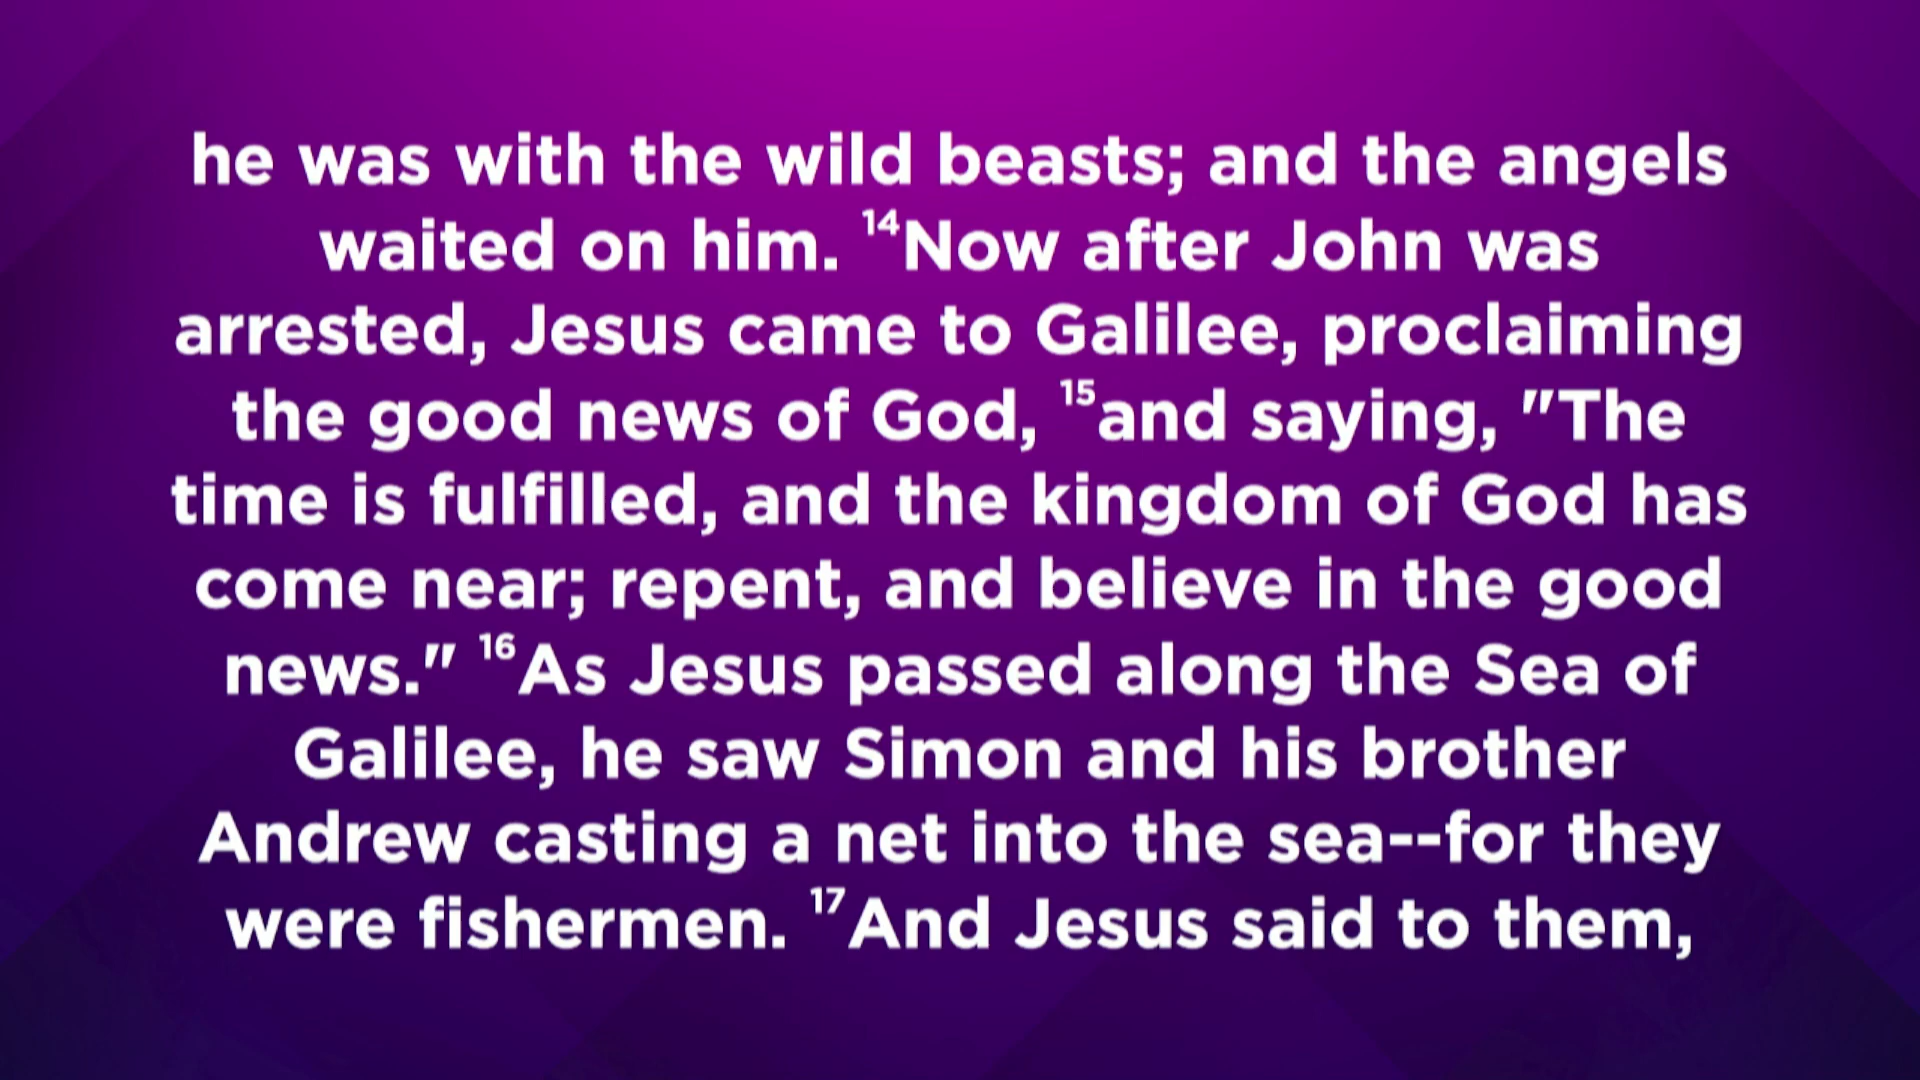 he was with the wild beasts; and the angels
waited on him. 14Now after John was
arrested, Jesus came to Galilee, proclaiming
the good news of God, 15and saying, "The
time is fulfilled, and the kingdom of God has
come near; repent, and believe in the good
news." 16As Jesus passed along the Sea of
Galilee, he saw Simon and his brother
Andrew casting a net into the sea--for they
were fishermen. 17And Jesus said to them,